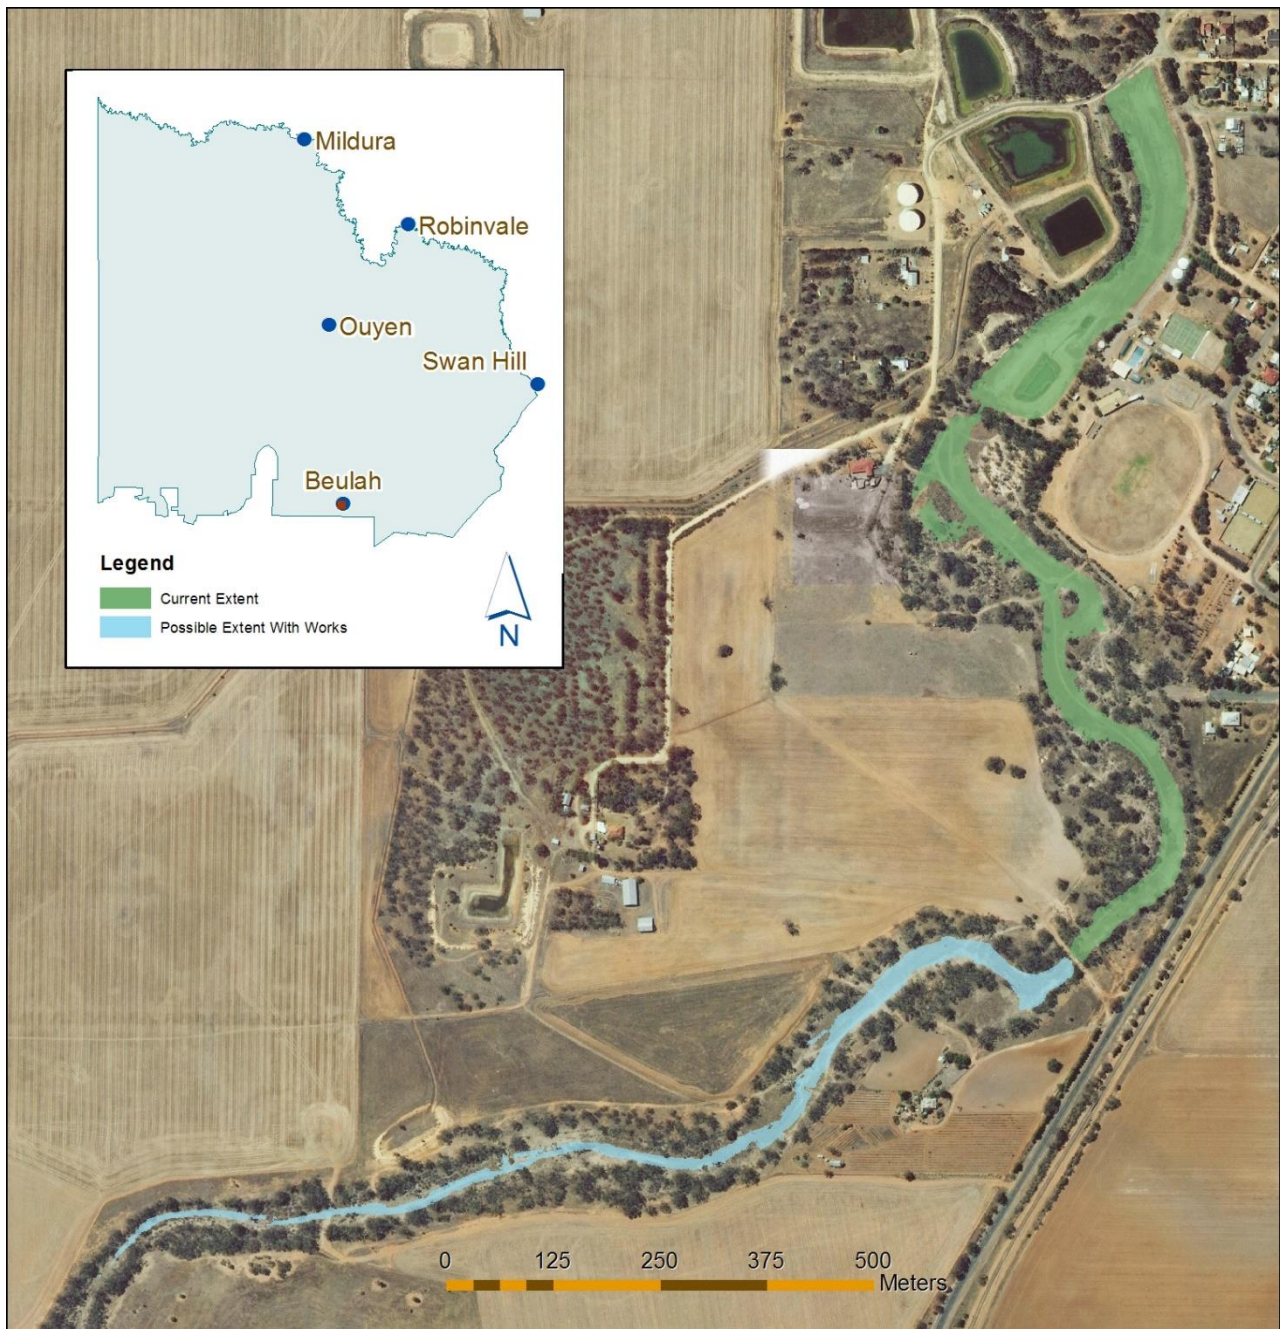 Mildura
Robinvale
Ouyen
Swan Hill
Beulah
Legend
Current Extent
Possible Extent With Works
N
0 125 250 375 500
Meters